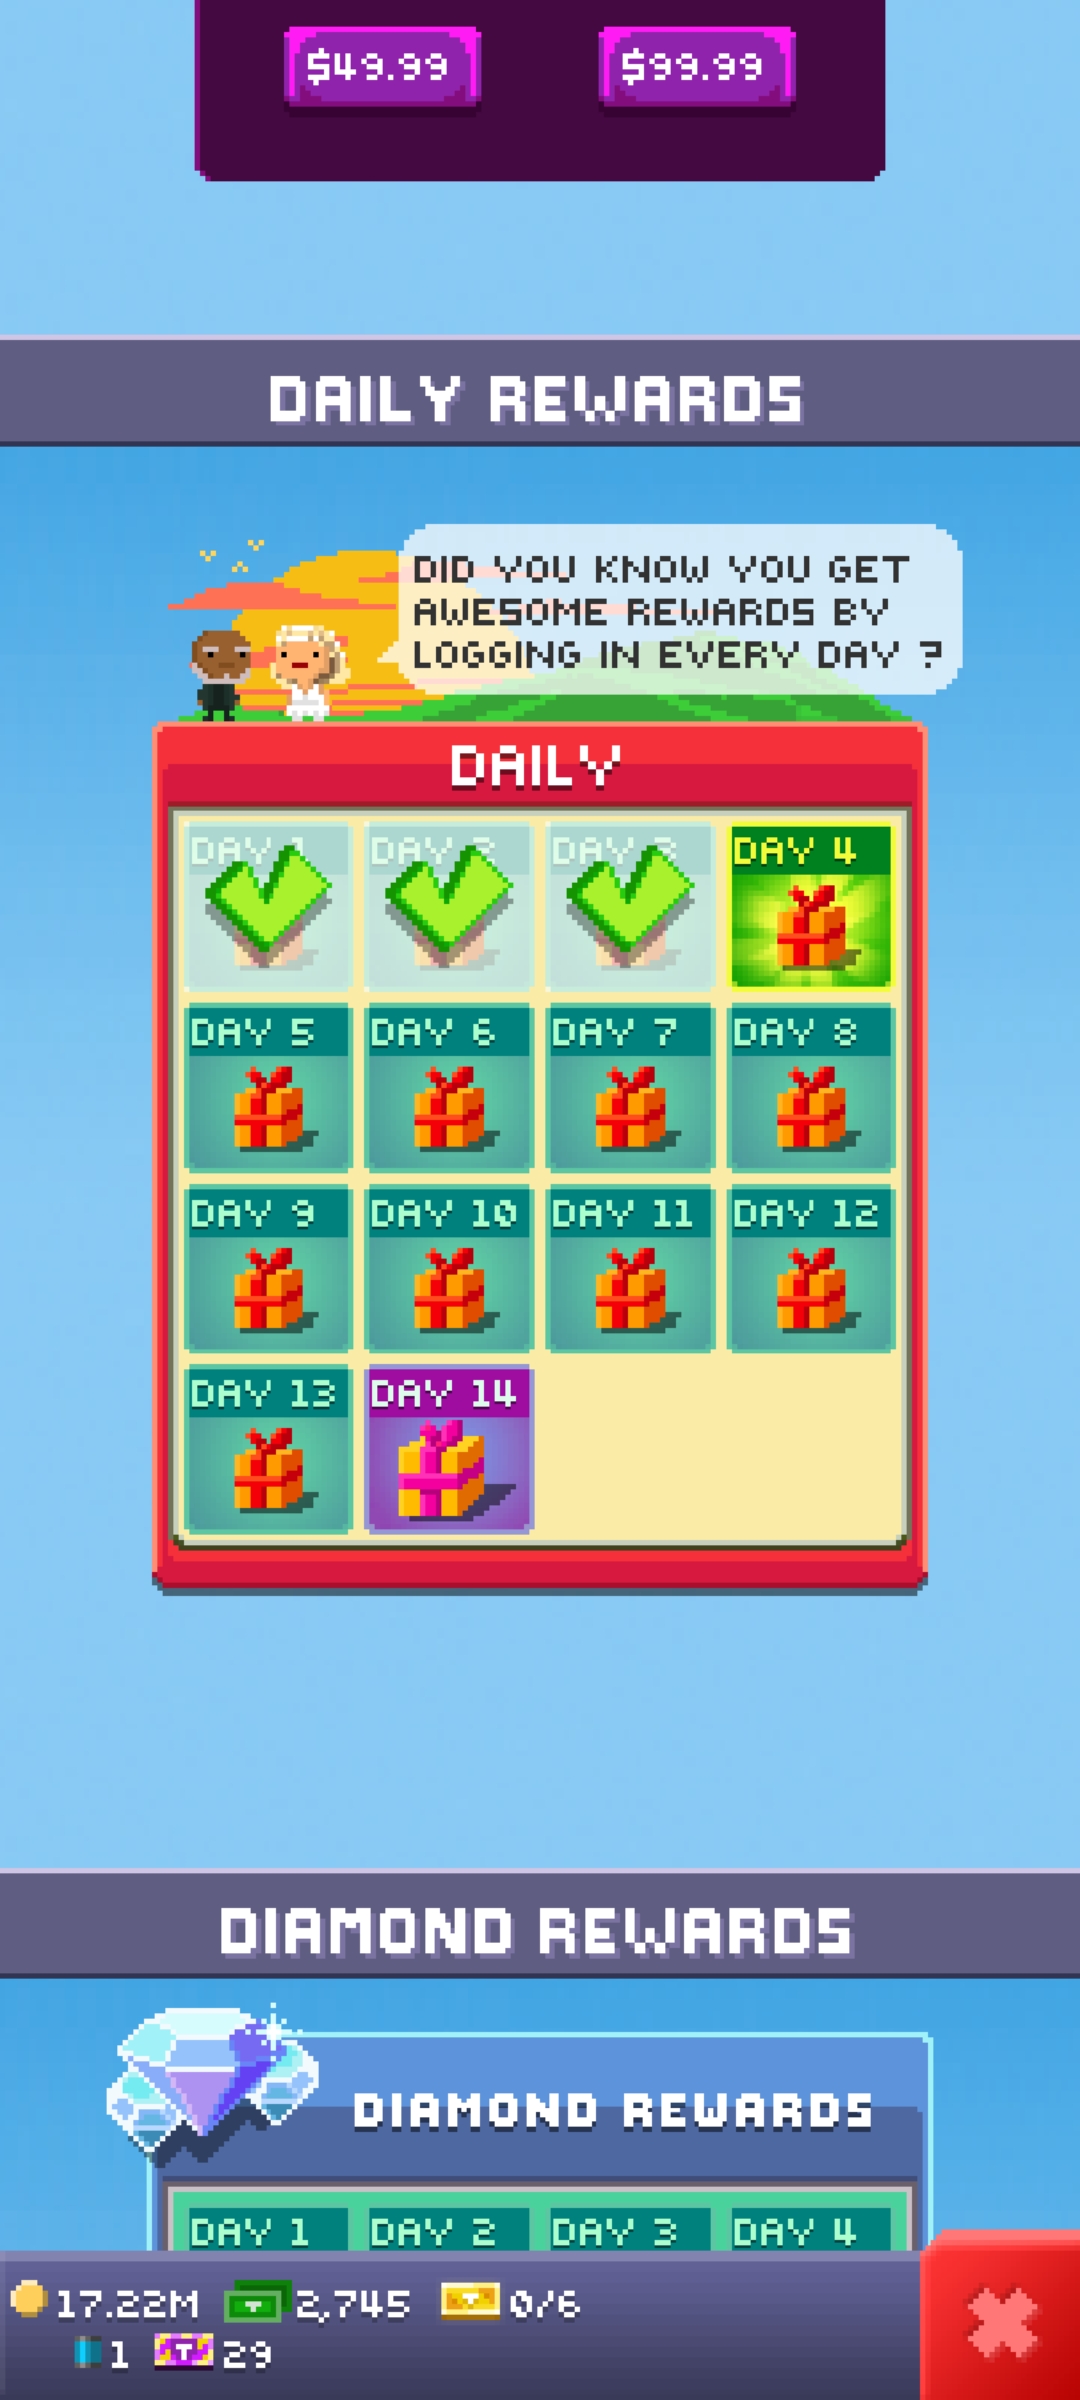 $49.99 $99.99
DAILY REWARDS
DID YOU KNOW YOU GET
AWESOME REWARDS BY
LOGGING IN EVERY DAY ?
DAILY
DAY 1 DAY 2 DAY 3 DAY 4
DAY 5 DAY 6 DAY 7 DAY 8
DAY 9 DAY 10 DAY 11 DAY 12
DAY 13 DAY 14
DIAMOND REWARDS
DIAMOND REWARDS
DAY 1 DAY 2 DAY 3 DAY 4
17.22M 2,745 0/6
1 T 29